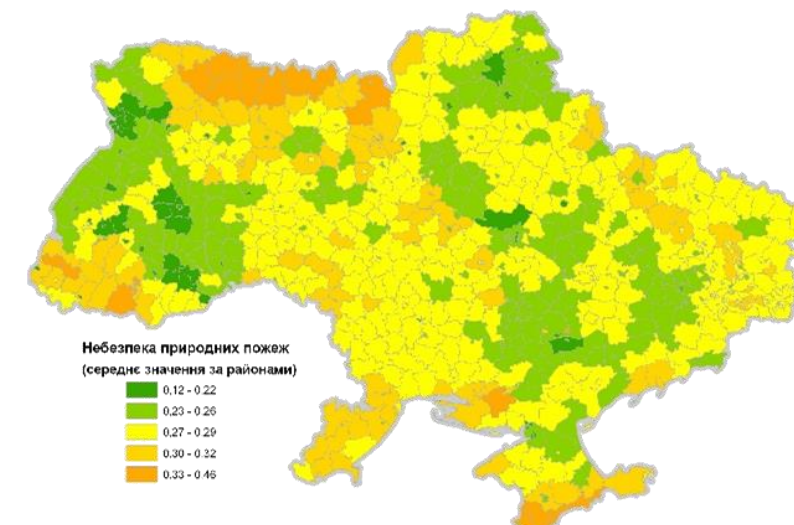 Небезпека природних пожеж
(середнє значення за районами)
0,12 - 0,22
0,23 - 0,26
0,27 - 0,29
0,30 - 0,32
0,33 - 0,46